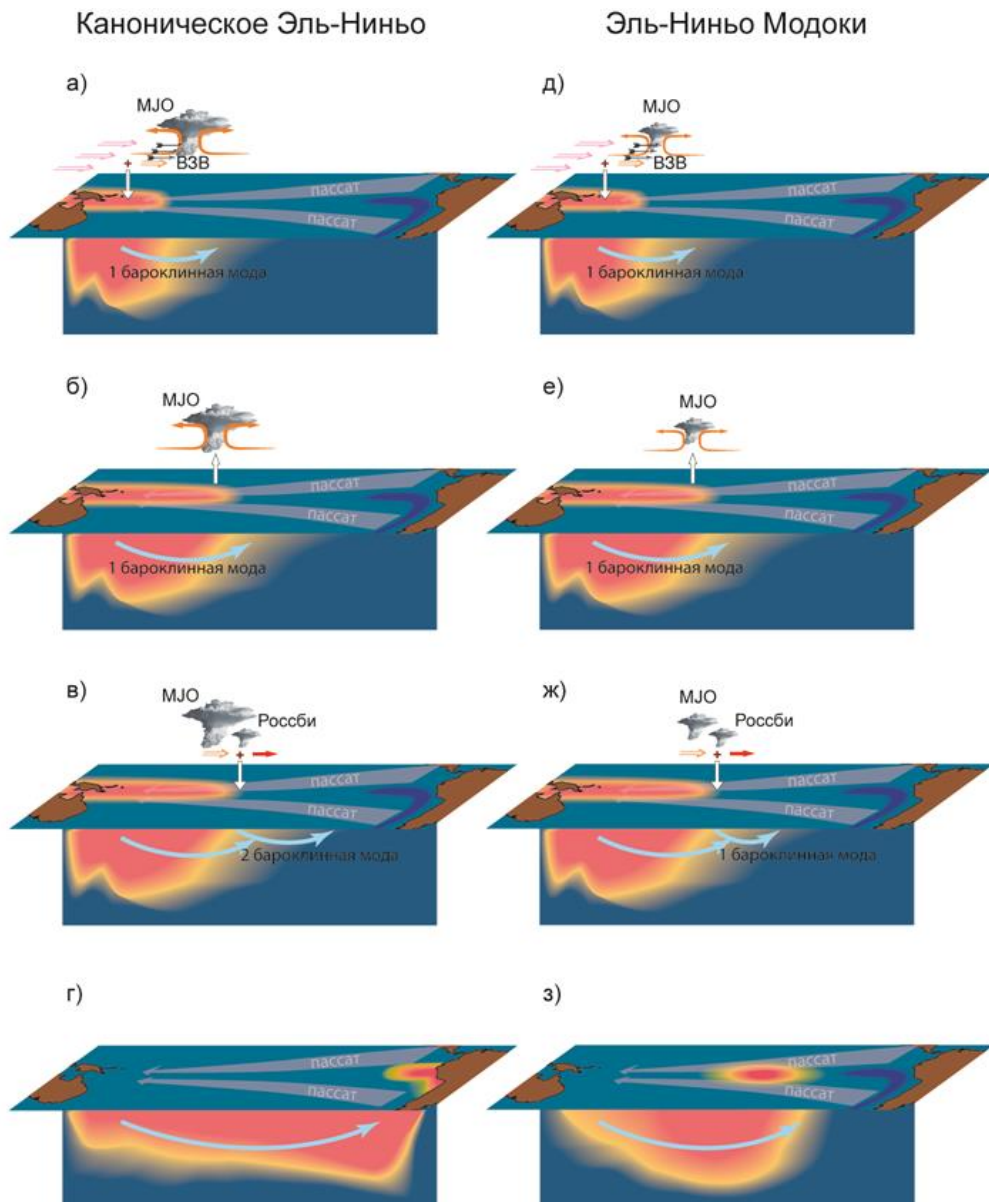 Каноническое Эль-Ниньо
Эль-Ниньо Модоки
а)
MJO
ВЗВ
+
пассат
пассат
1 бароклинная мода
д)
MJO
ВЗВ
+
пассат
пассат
1 бароклинная мода
б)
MJO
пассат
пассат
1 бароклинная мода
е)
MJO
пассат
пассат
1 бароклинная мода
в)
MJO
Россби
+
пассат
пассат
2 бароклинная мода
ж)
MJO
Россби
+
пассат
пассат
1 бароклинная мода
г)
пассат
пассат
з)
пассат
пассат